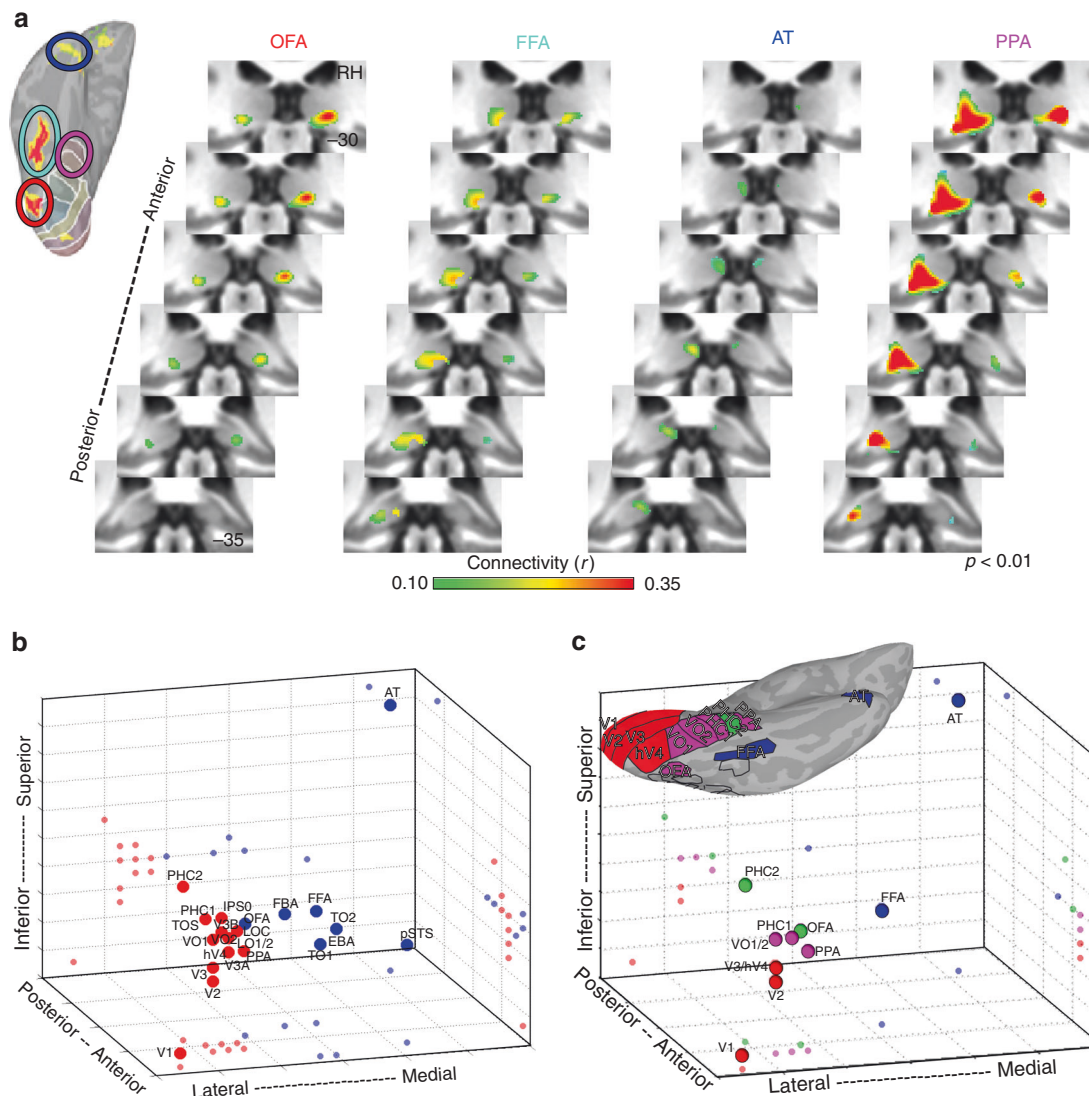 a
OFA
FFA
AT
PPA
RH
–30
Anterior
Posterior
–35
Connectivity (r)
0.10
0.35
p < 0.01
b
Superior
Inferior
Posterior -- Anterior
Lateral
Medial
AT
PHC2
PHC1
IPS0
TOS
V3B
OFA
FBA
FFA
TO2
VO1
VO2
LOC
EBA
pSTS
hV4
LO1/2
TO1
V3A
PPA
V3
V2
V1
c
Superior
Inferior
Posterior -- Anterior
Lateral
Medial
V1
V2
V3
hV4
OFA
FFA
AT
AT
PHC2
FFA
PHC1
OFA
VO1/2
PPA
V3/hV4
V2
V1